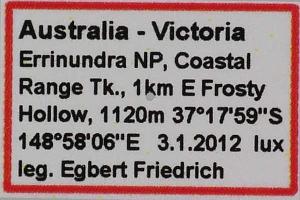 Australia - Victoria
Errinundra NP, Coastal
Range Tk., 1km E Frosty
Hollow, 1120m 37°17'59"S
148°58'06"E 3.1.2012 lux
leg. Egbert Friedrich